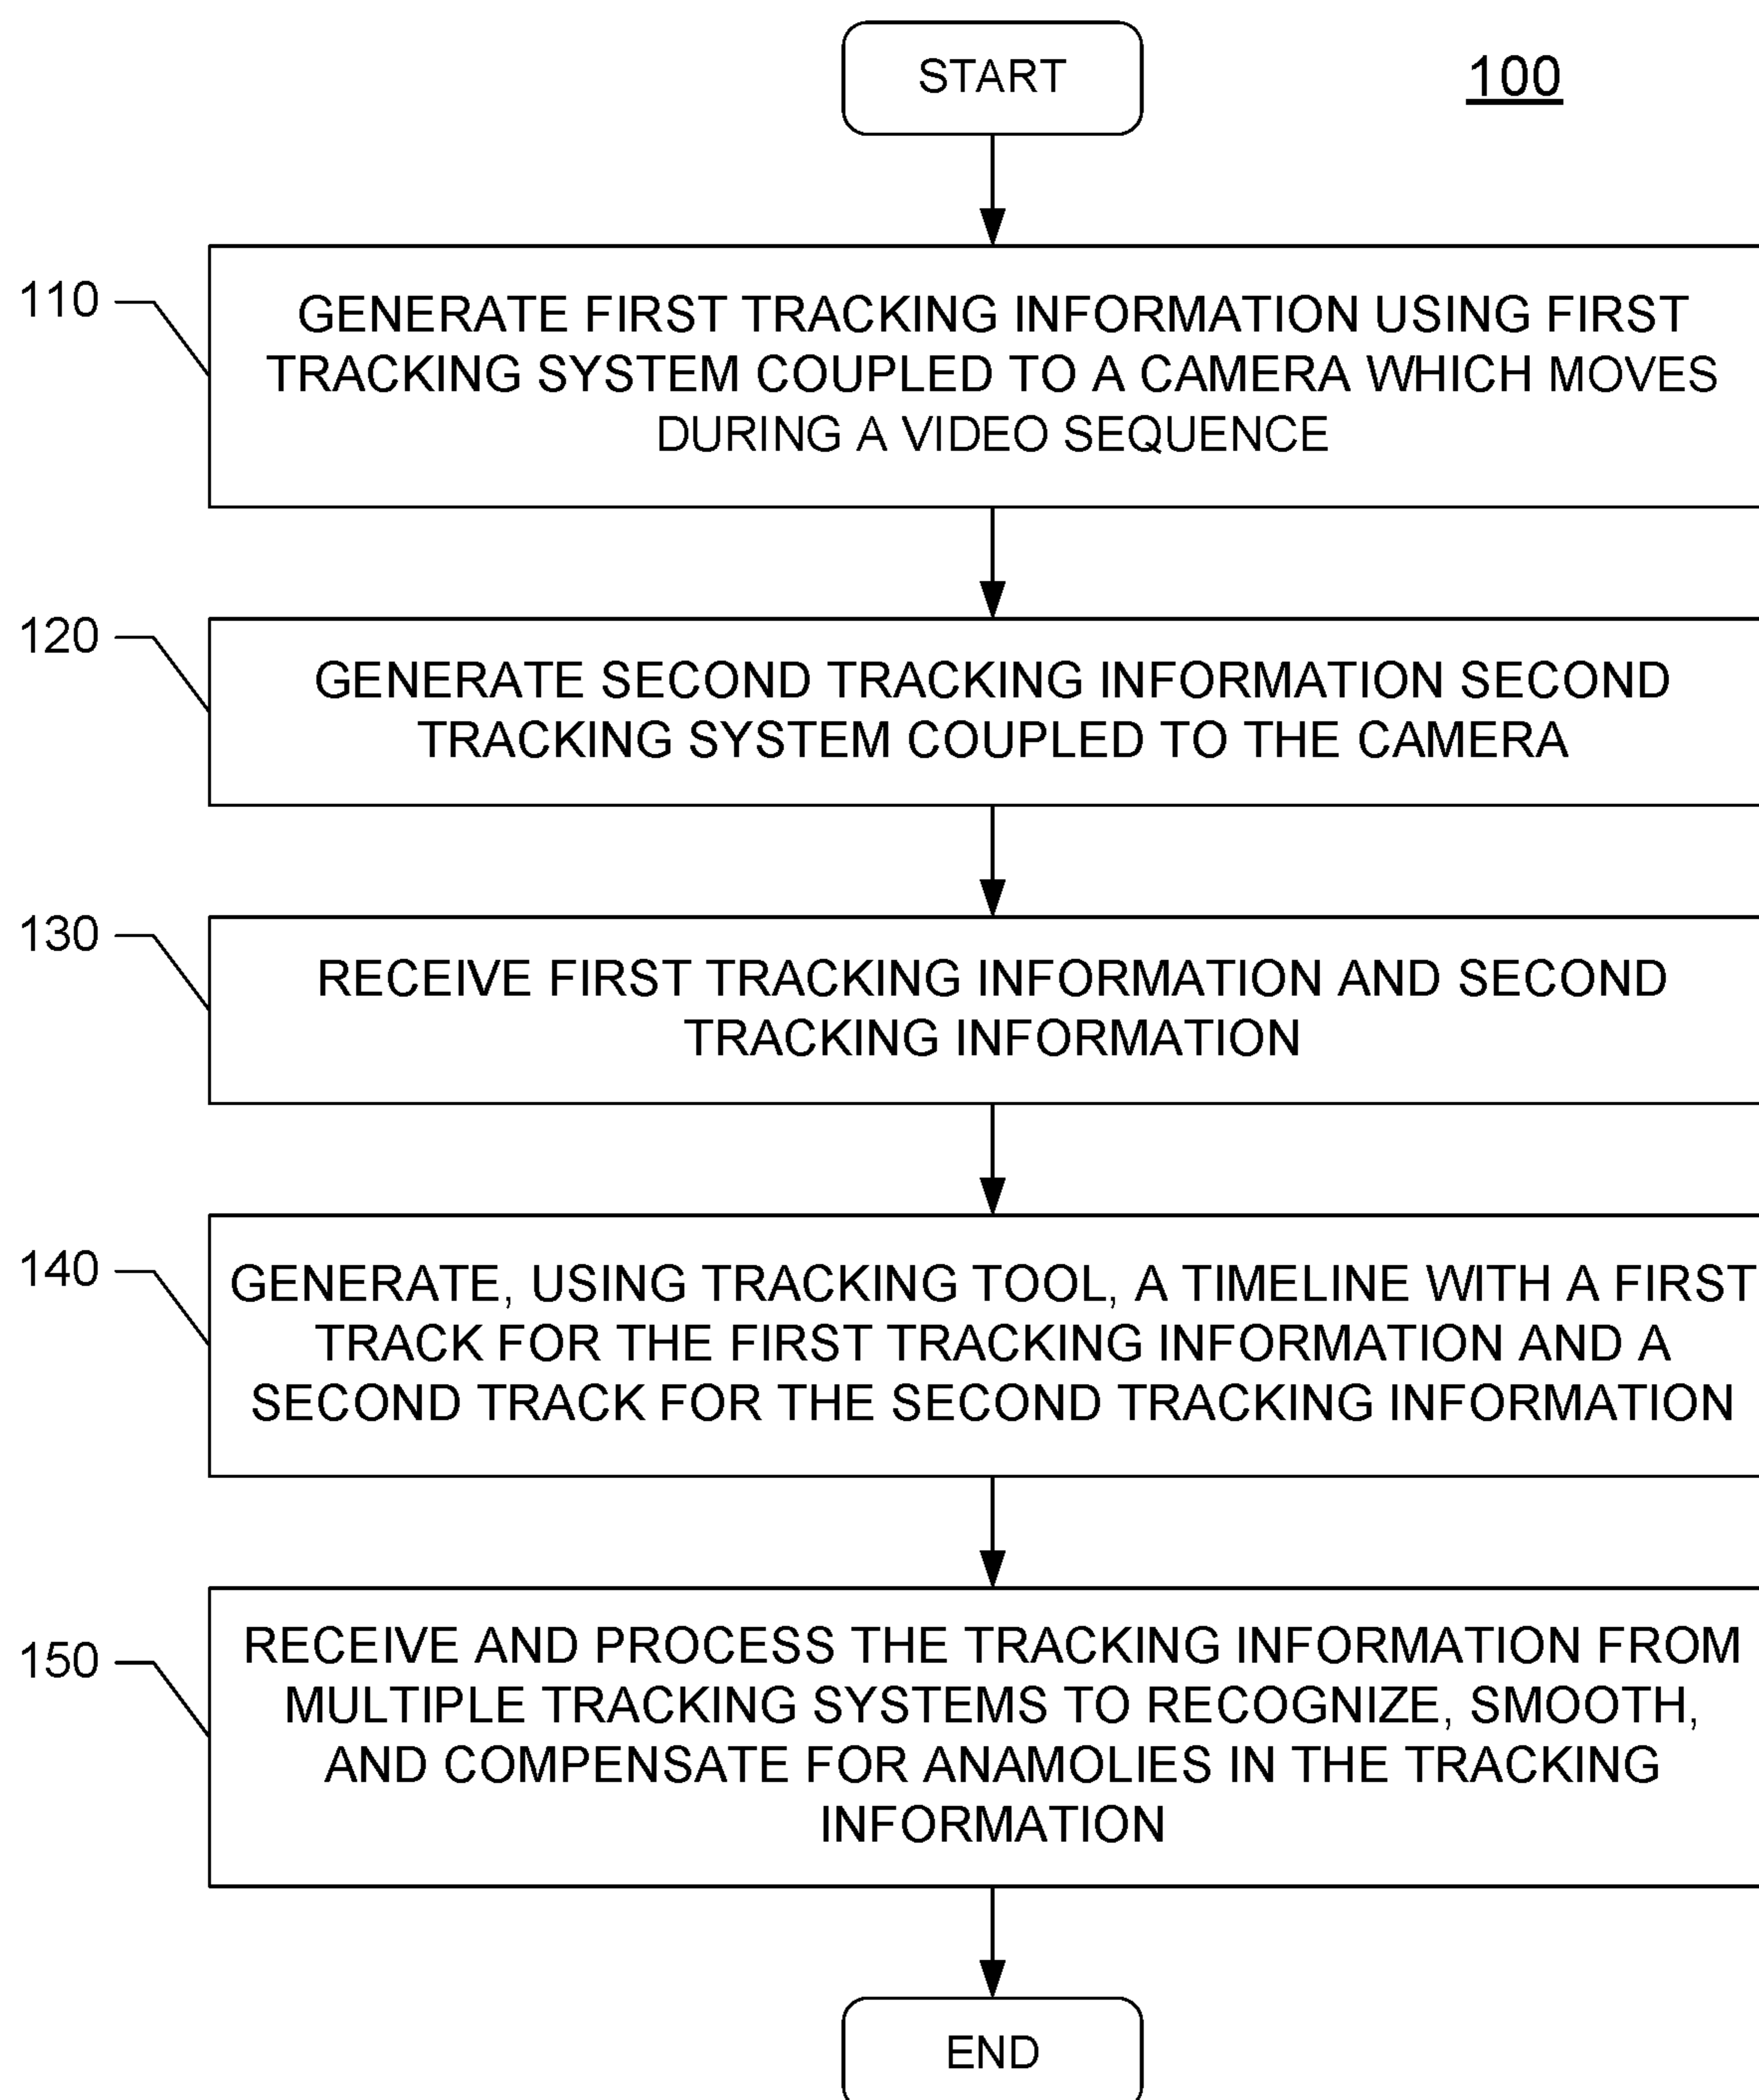 START
100
110
GENERATE FIRST TRACKING INFORMATION USING FIRST
TRACKING SYSTEM COUPLED TO A CAMERA WHICH MOVES
DURING A VIDEO SEQUENCE
120
GENERATE SECOND TRACKING INFORMATION SECOND
TRACKING SYSTEM COUPLED TO THE CAMERA
130
RECEIVE FIRST TRACKING INFORMATION AND SECOND
TRACKING INFORMATION
140
GENERATE, USING TRACKING TOOL, A TIMELINE WITH A FIRST
TRACK FOR THE FIRST TRACKING INFORMATION AND A
SECOND TRACK FOR THE SECOND TRACKING INFORMATION
150
RECEIVE AND PROCESS THE TRACKING INFORMATION FROM
MULTIPLE TRACKING SYSTEMS TO RECOGNIZE, SMOOTH,
AND COMPENSATE FOR ANAMOLIES IN THE TRACKING
INFORMATION
END